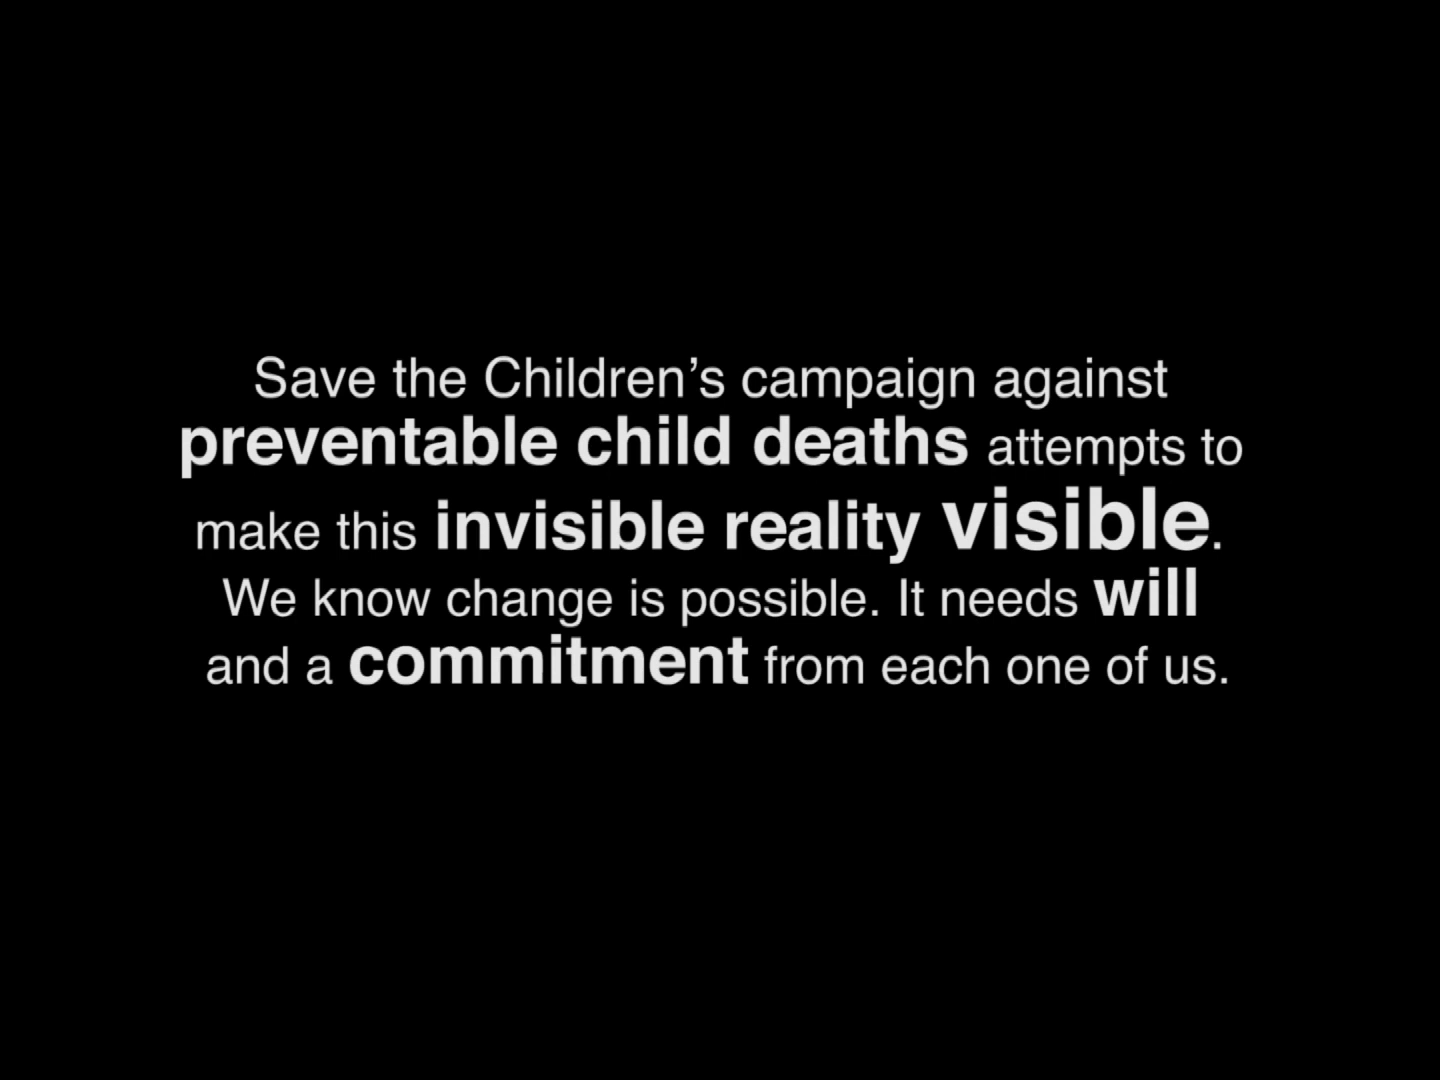 Save the Children’s campaign against
preventable child deaths attempts to
make this invisible reality visible.
We know change is possible. It needs will
and a commitment from each one of us.